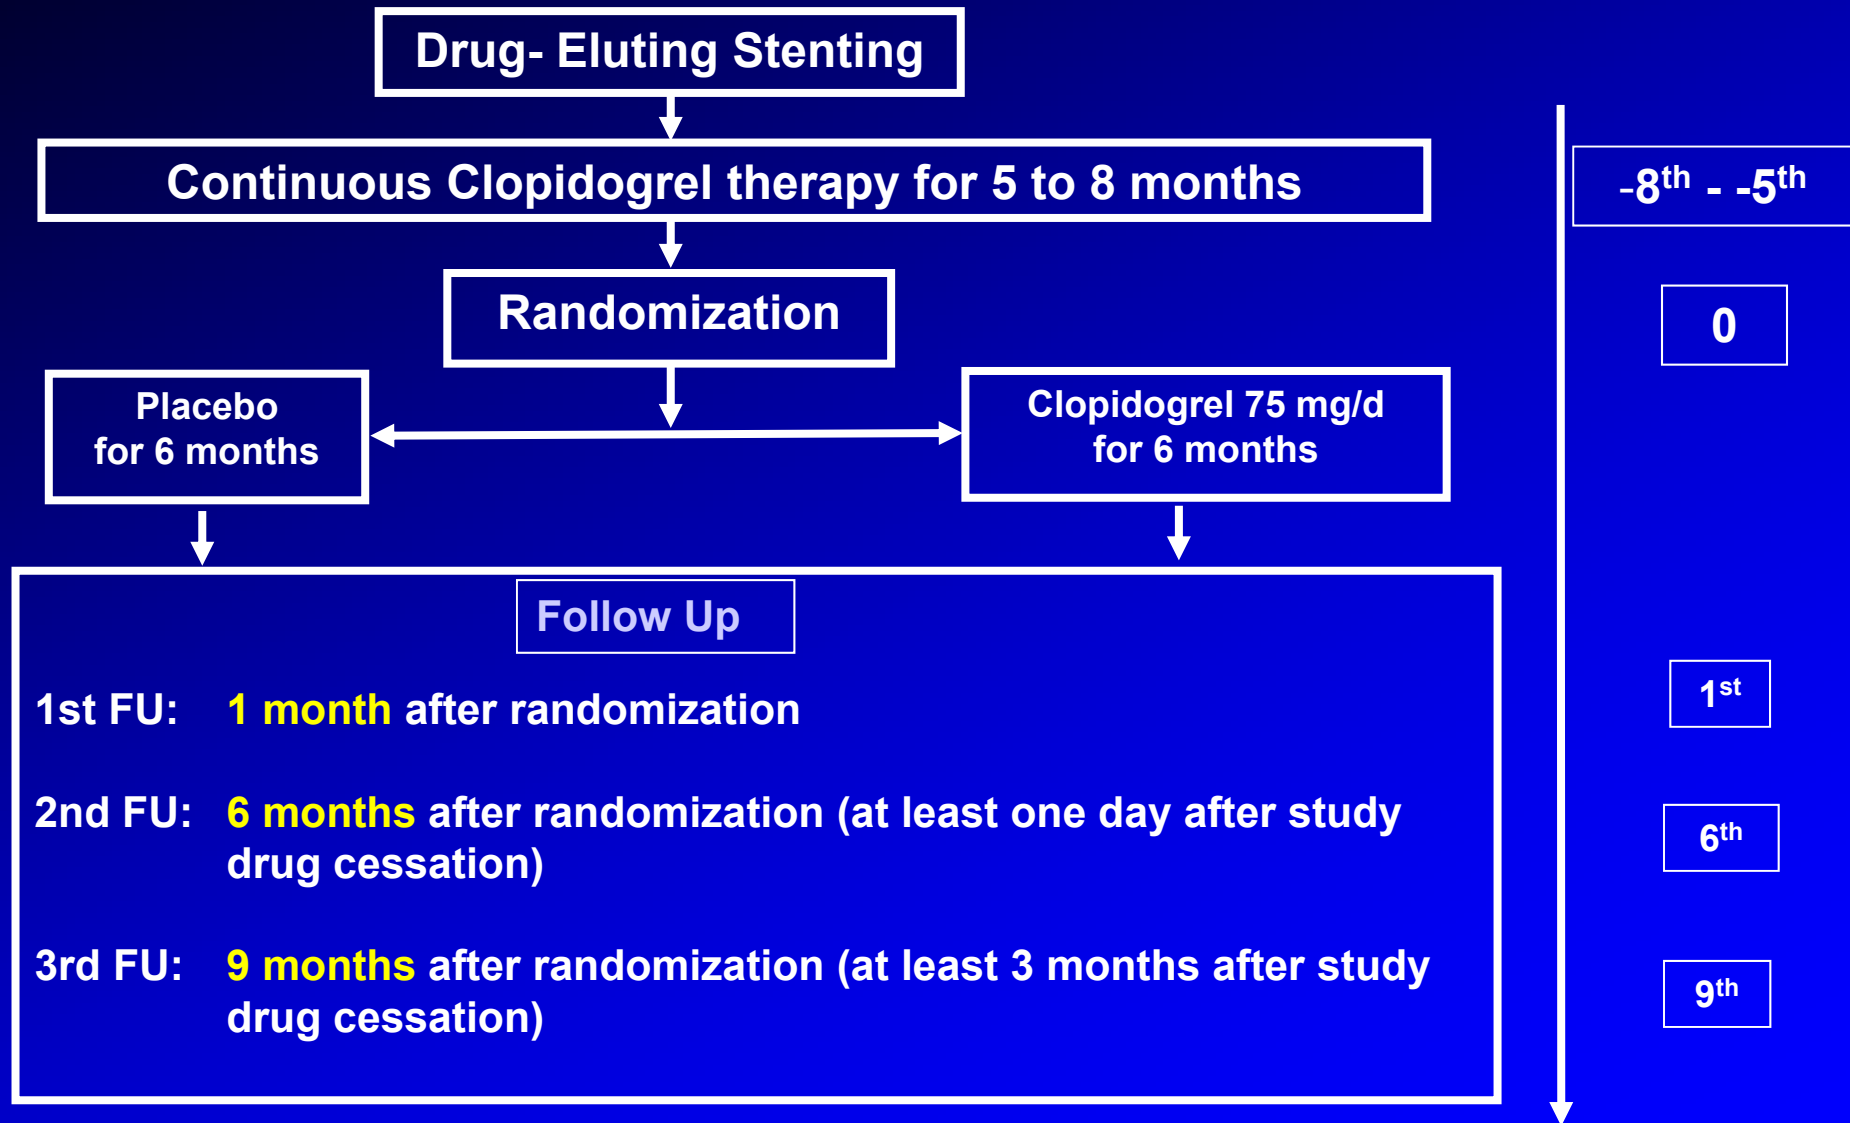 Drug- Eluting Stenting
Continuous Clopidogrel therapy for 5 to 8 months
-8th - -5th
Randomization
0
Placebo
for 6 months
Clopidogrel 75 mg/d
for 6 months
Follow Up
1st FU: 1 month after randomization
1st
2nd FU: 6 months after randomization (at least one day after study
drug cessation)
6th
3rd FU: 9 months after randomization (at least 3 months after study
drug cessation)
9th